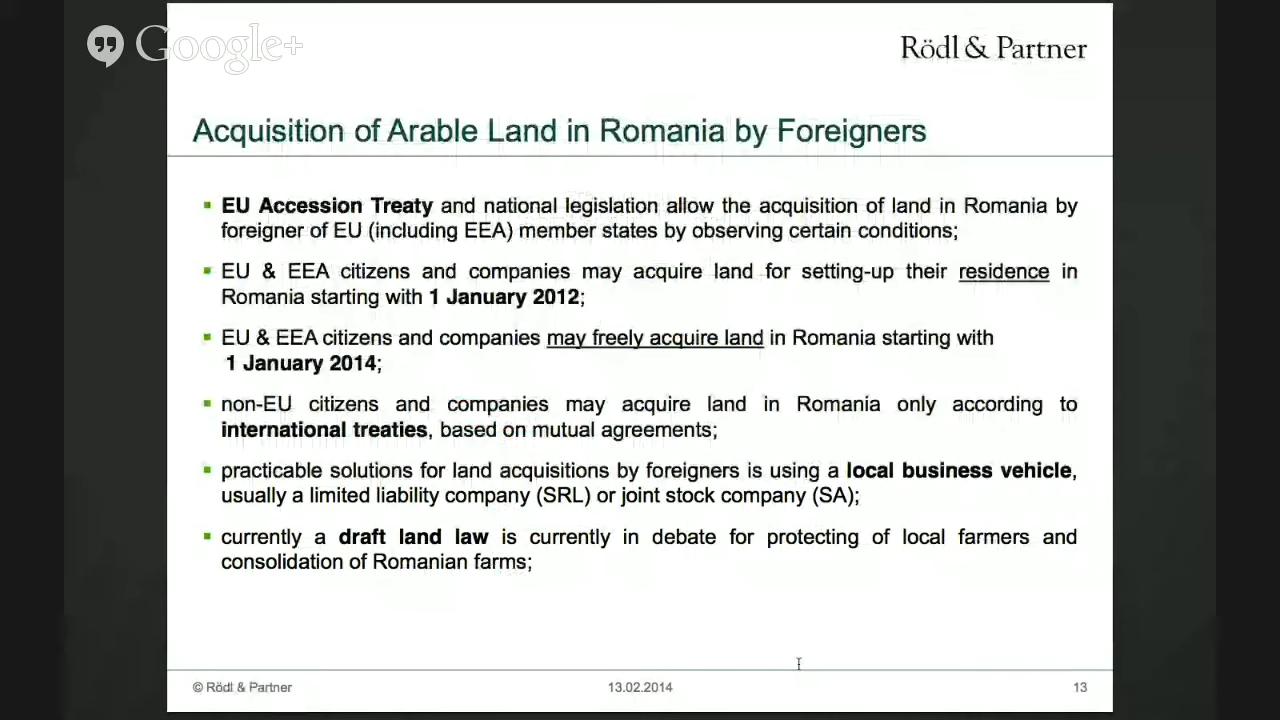 Google+
Rödl & Partner
Acquisition of Arable Land in Romania by Foreigners
EU Accession Treaty and national legislation allow the acquisition of land in Romania by
foreigner of EU (including EEA) member states by observing certain conditions;
EU & EEA citizens and companies may acquire land for setting-up their residence in
Romania starting with 1 January 2012;
EU & EEA citizens and companies may freely acquire land in Romania starting with
1 January 2014;
non-EU citizens and companies may acquire land in Romania only according to
international treaties, based on mutual agreements;
practicable solutions for land acquisitions by foreigners is using a local business vehicle,
usually a limited liability company (SRL) or joint stock company (SA);
currently a draft land law is currently in debate for protecting of local farmers and
consolidation of Romanian farms;
© Rödl & Partner 13.02.2014 13